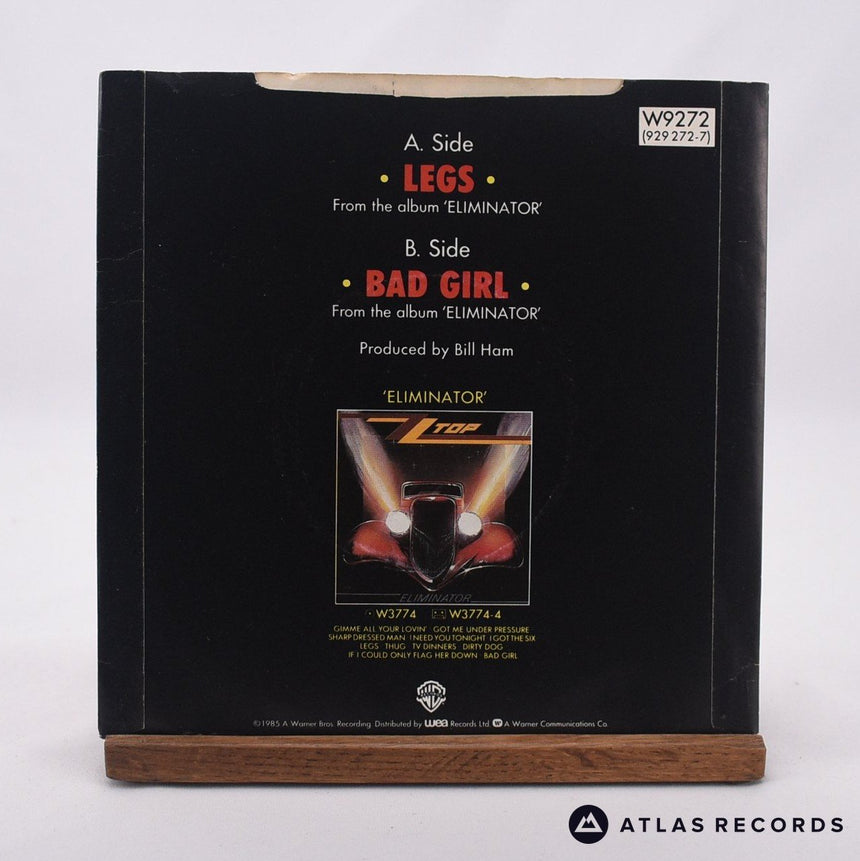 W9272
(929 272-7)
A. Side
• LEGS •
From the album 'ELIMINATOR'
B. Side
• BAD GIRL •
From the album 'ELIMINATOR'
Produced by Bill Ham
'ELIMINATOR'
ZZ TOP
ELIMINATOR
W3774 W3774-4
GIMME ALL YOUR LOVIN' · GOT ME UNDER PRESSURE
SHARP DRESSED MAN · I NEED YOU TONIGHT · I GOT THE SIX
LEGS · THUG · TV DINNERS · DIRTY DOG
IF I COULD ONLY FLAG HER DOWN · BAD GIRL
©1985 A Warner Bros. Recording. Distributed by wea Records Ltd. A Warner Communications Co.
ATLAS RECORDS